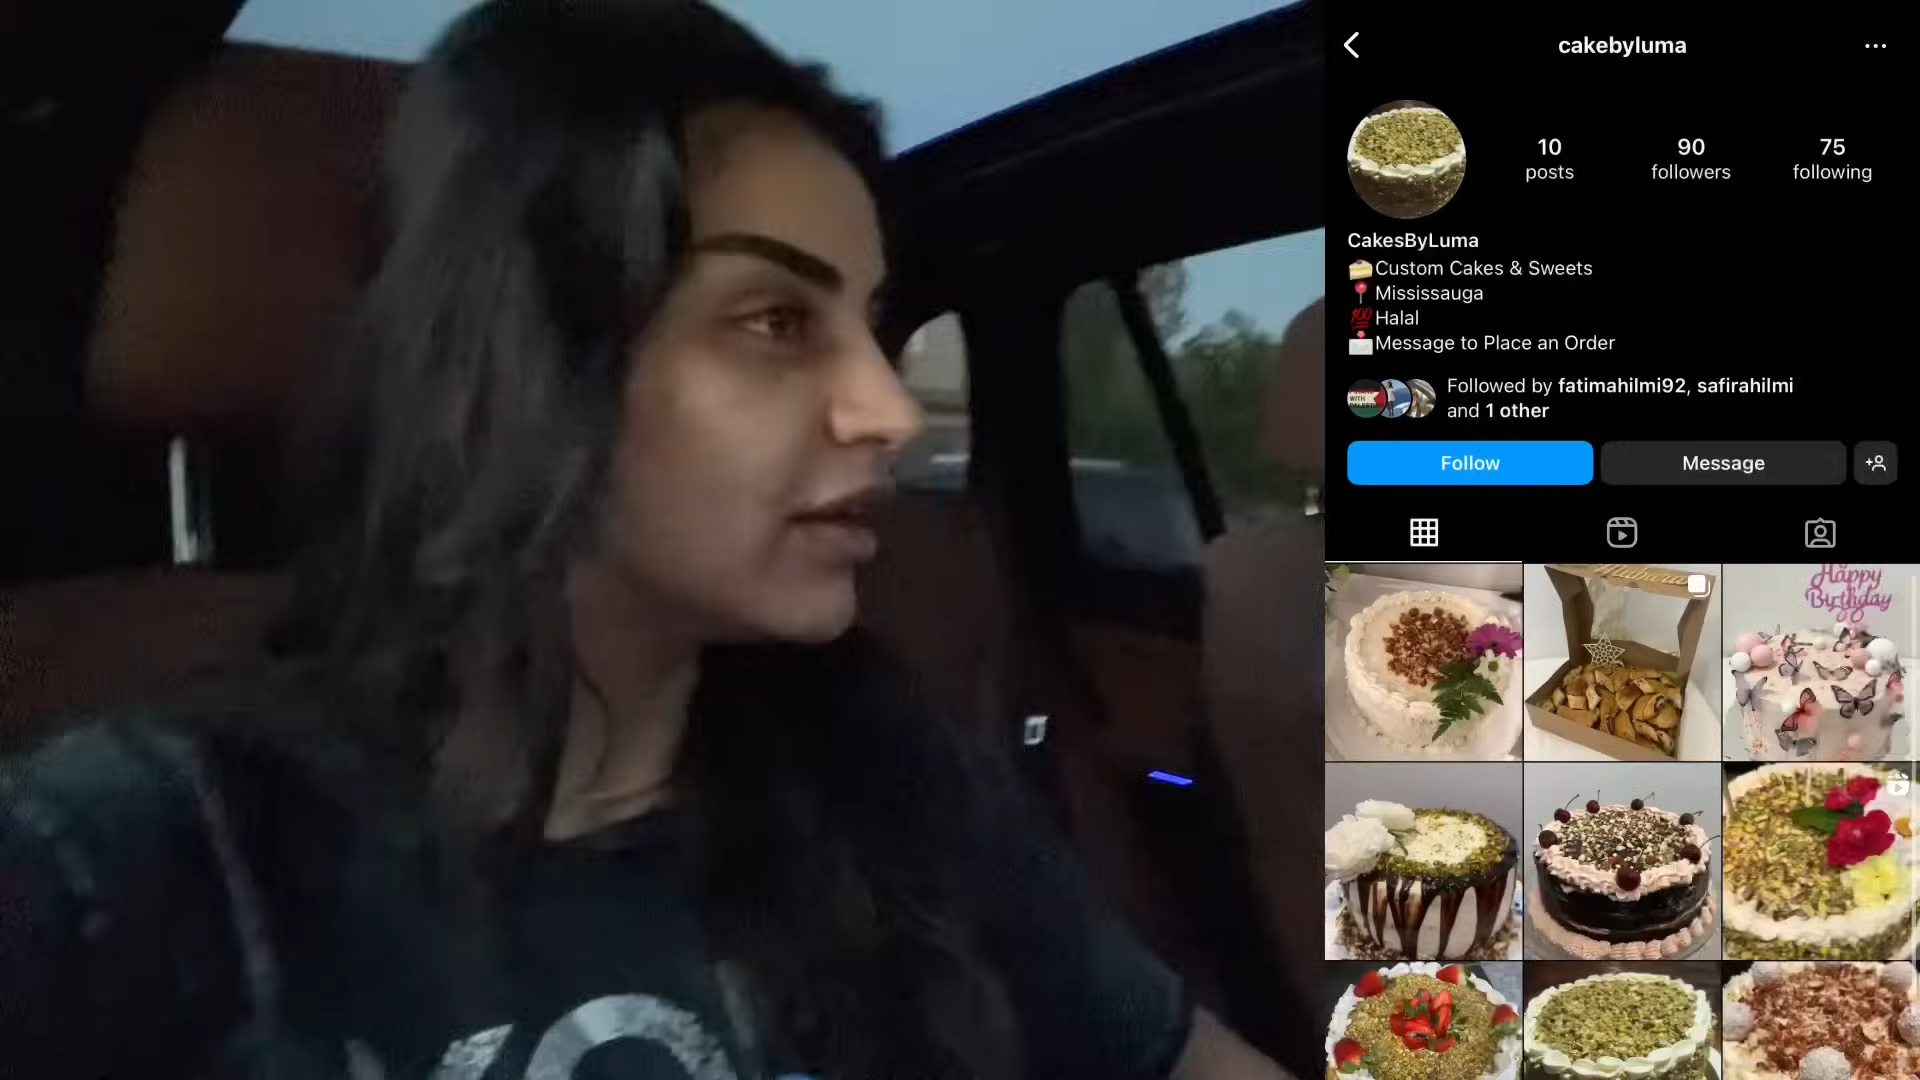 cakebyluma
10
posts
90
followers
75
following
CakesByLuma
🍰Custom Cakes & Sweets
📍Mississauga
💯Halal
📩Message to Place an Order
Followed by fatimahilmi92, safirahilmi
and 1 other
Follow
Message
Happy
Birthday